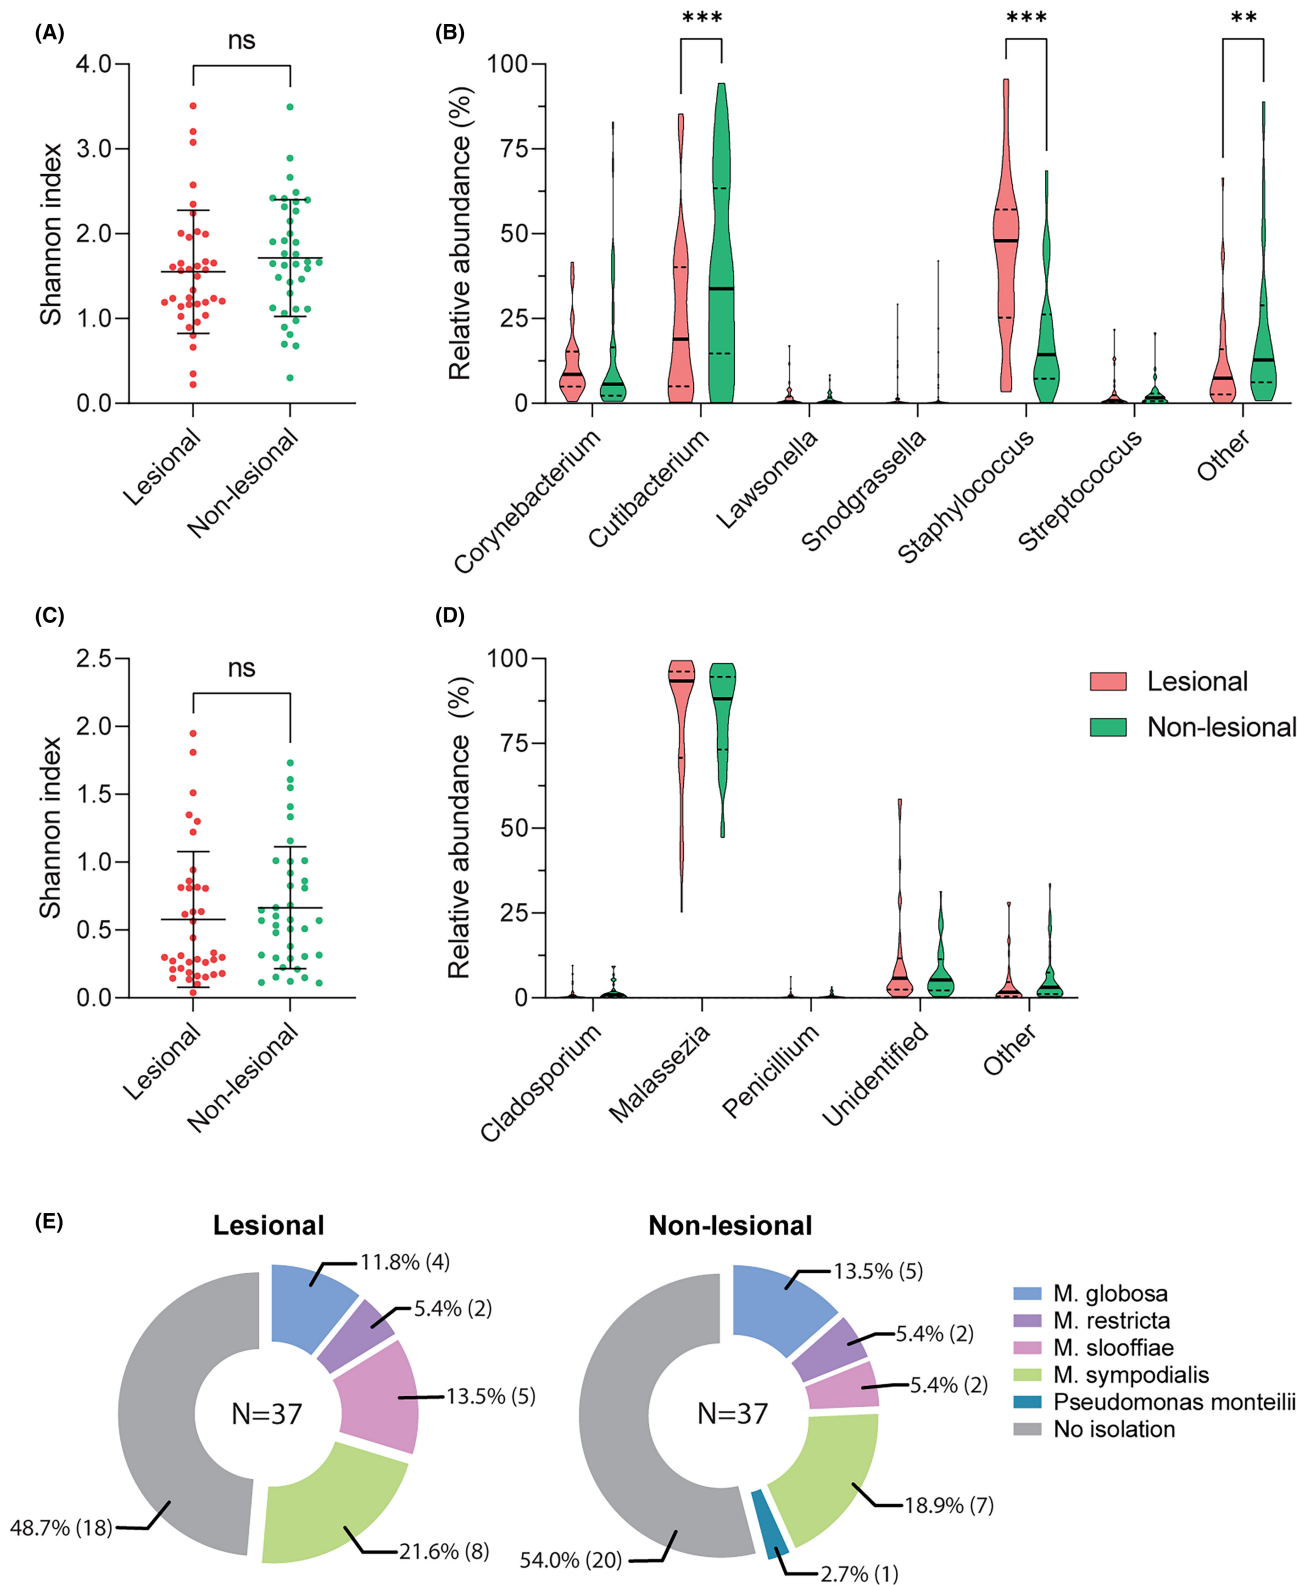 (A)
ns
Shannon index
4.0
3.0
2.0
1.0
0.0
Lesional
Non-lesional
(B)
***
***
**
Relative abundance (%)
100
75
50
25
0
Corynebacterium
Cutibacterium
Lawsonella
Snodgrassella
Staphylococcus
Streptococcus
Other
(C)
ns
Shannon index
2.5
2.0
1.5
1.0
0.5
0.0
Lesional
Non-lesional
(D)
Relative abundance (%)
100
75
50
25
0
Cladosporium
Malassezia
Penicillium
Unidentified
Other
Lesional
Non-lesional
(E)
Lesional
11.8% (4)
5.4% (2)
13.5% (5)
21.6% (8)
48.7% (18)
N=37
Non-lesional
13.5% (5)
5.4% (2)
5.4% (2)
18.9% (7)
2.7% (1)
54.0% (20)
N=37
M. globosa
M. restricta
M. slooffiae
M. sympodialis
Pseudomonas monteilii
No isolation